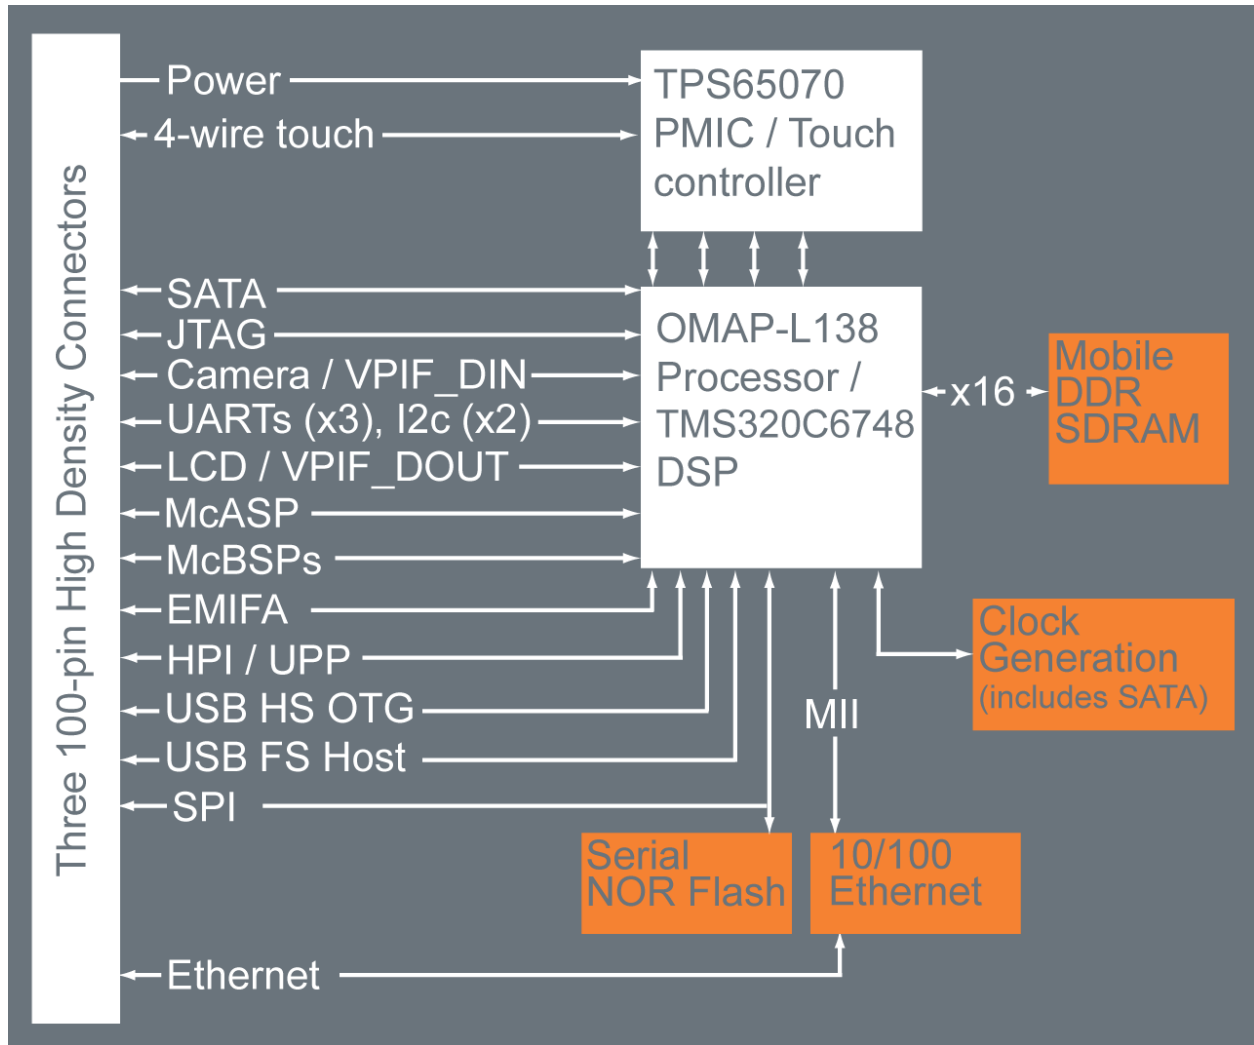 Three 100-pin High Density Connectors
Power
4-wire touch
TPS65070
PMIC / Touch
controller
SATA
JTAG
Camera / VPIF_DIN
UARTs (x3), I2c (x2)
LCD / VPIF_DOUT
McASP
McBSPs
EMIFA
HPI / UPP
USB HS OTG
USB FS Host
SPI
Ethernet
OMAP-L138
Processor /
TMS320C6748
DSP
x16
Mobile
DDR
SDRAM
Clock
Generation
(includes SATA)
MII
Serial
NOR Flash
10/100
Ethernet